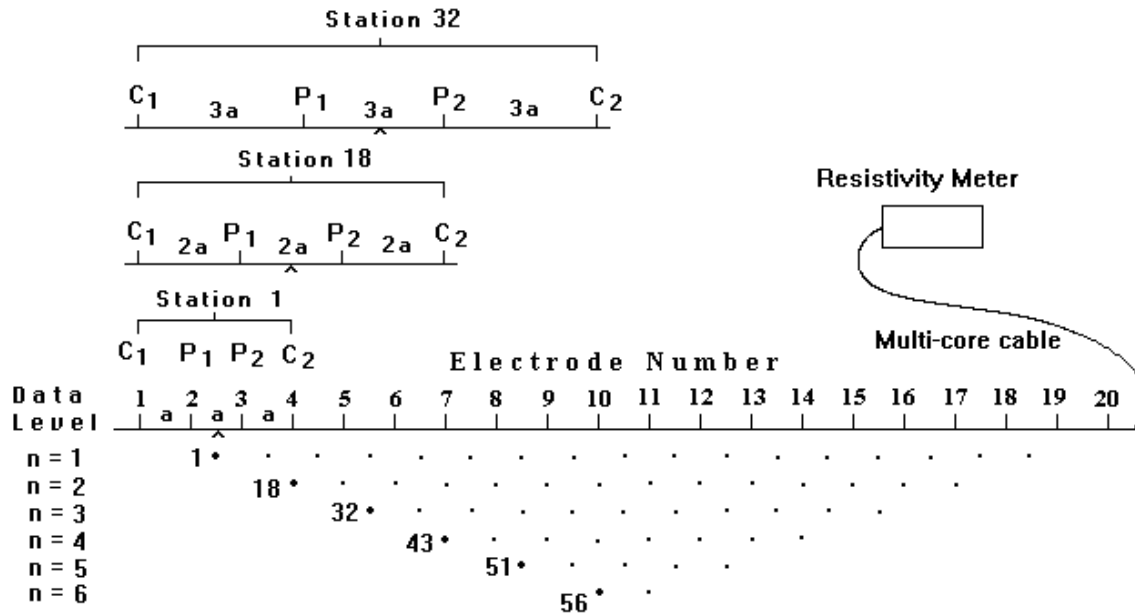 Station 32
C1 3a P1 3a P2 3a C2
Station 18
C1 2a P1 2a P2 2a C2
Resistivity Meter
Station 1
C1 P1 P2 C2
Multi-core cable
Electrode Number
Data Level
1 2 3 4 5 6 7 8 9 10 11 12 13 14 15 16 17 18 19 20
a a a
n = 1 1
n = 2 18
n = 3 32
n = 4 43
n = 5 51
n = 6 56